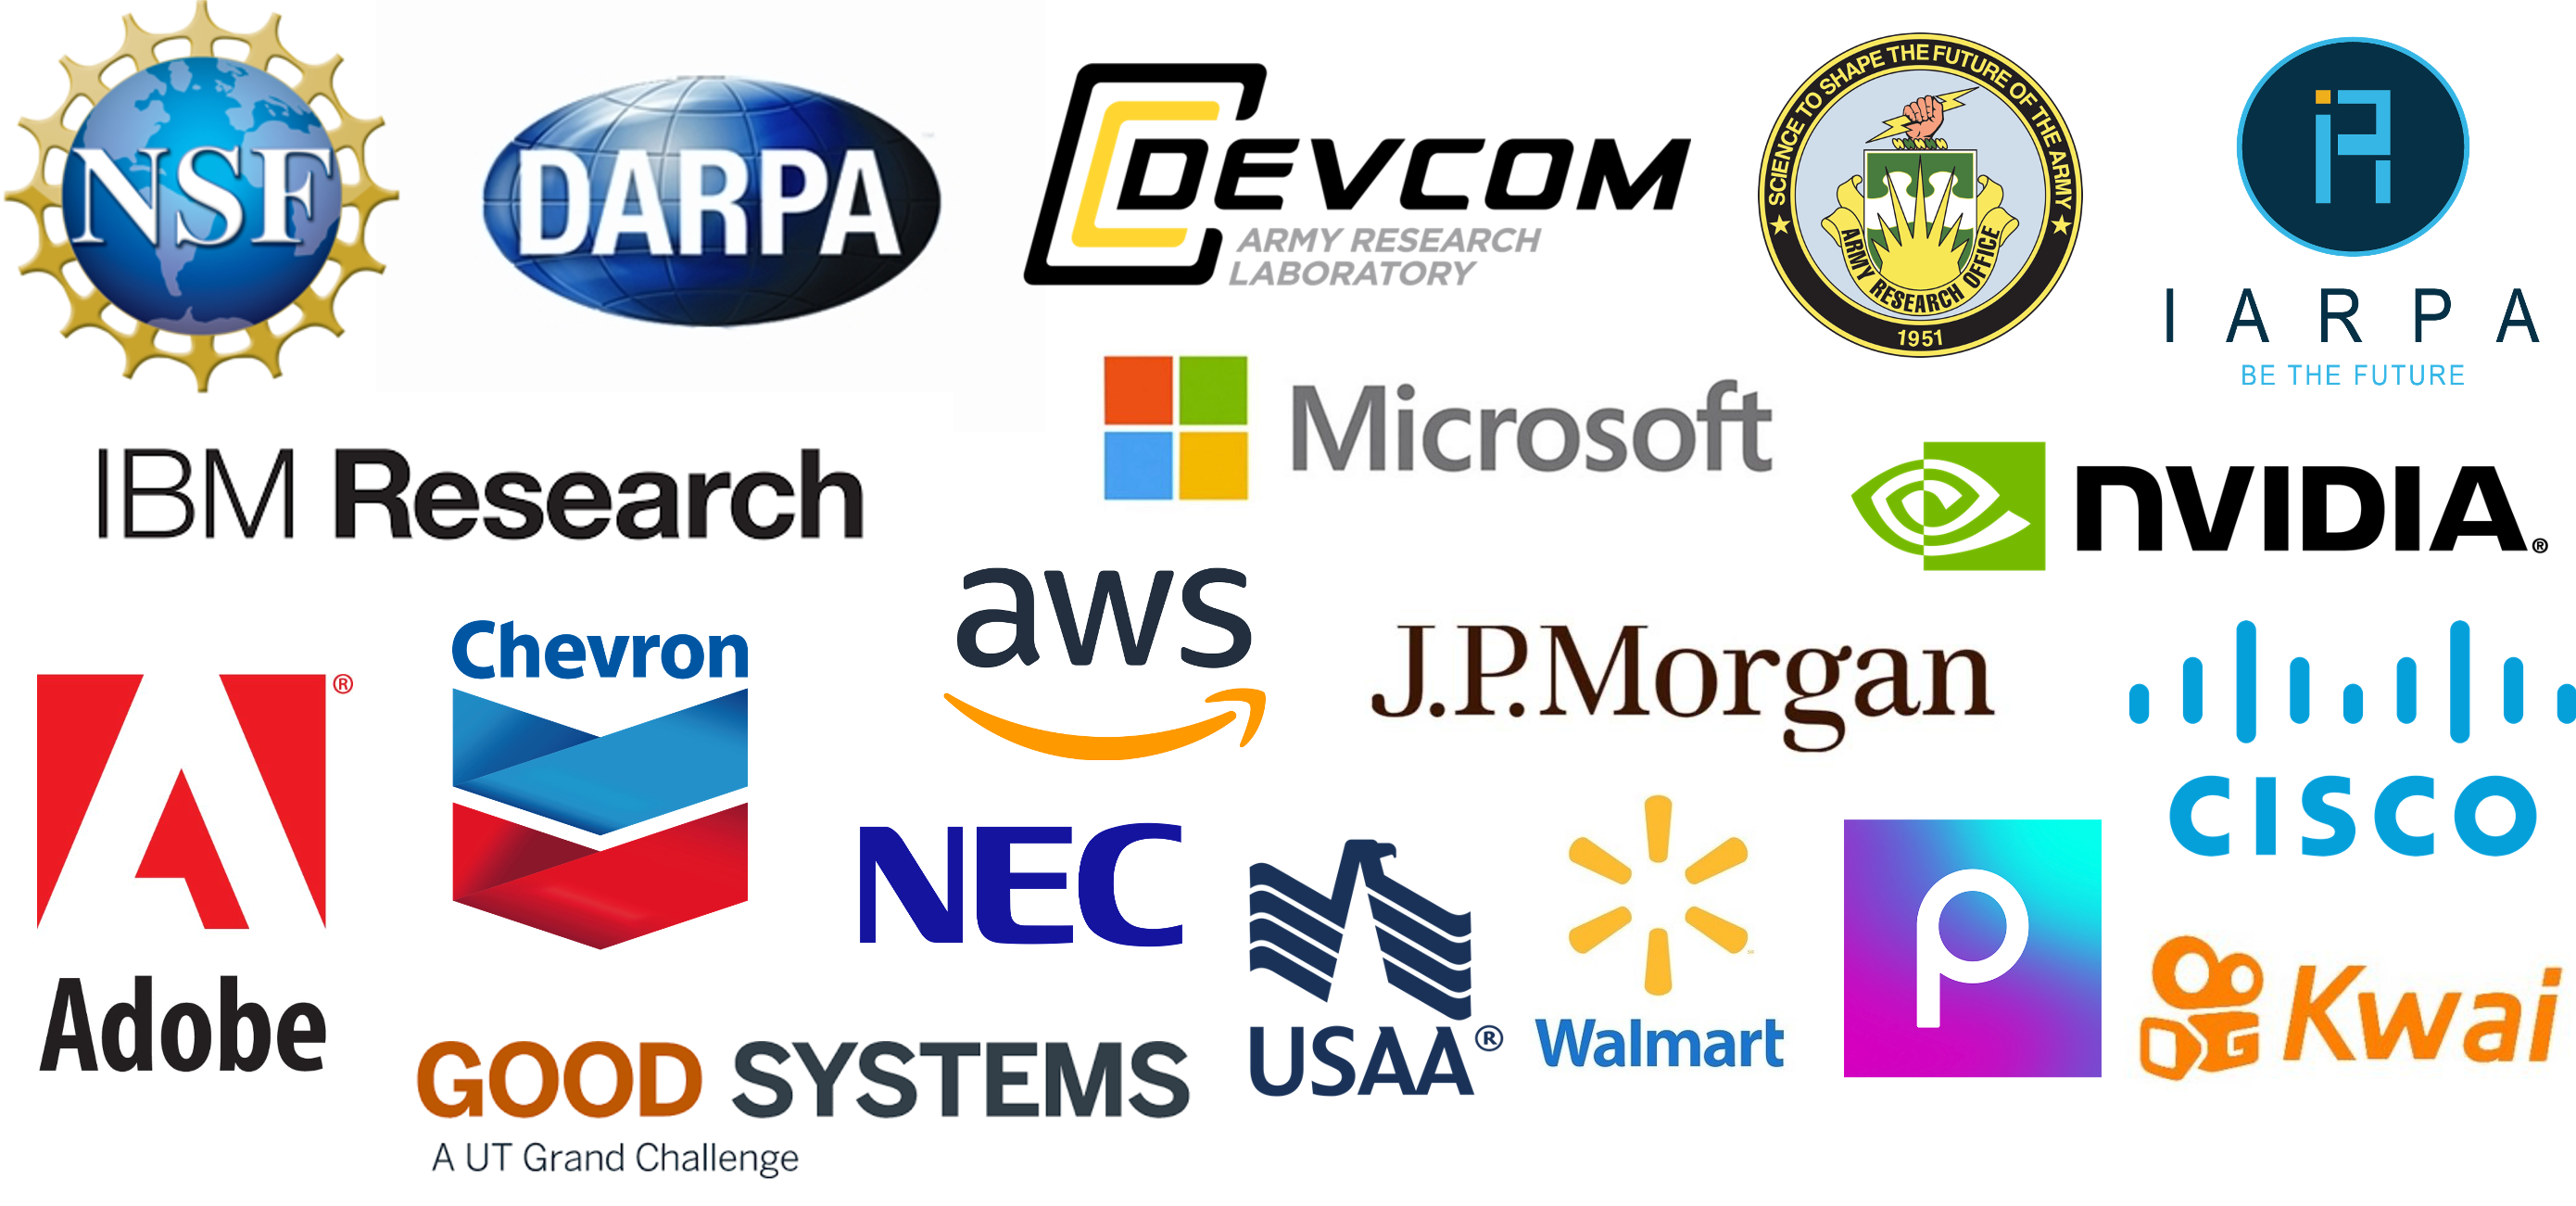 NSF
DARPA
DEVCOM
ARMY RESEARCH
LABORATORY
SCIENCE TO SHAPE THE FUTURE OF THE ARMY
ARMY RESEARCH OFFICE
1951
IARPA
BE THE FUTURE
IBM Research
Microsoft
NVIDIA®
Adobe
®
Chevron
aws
J.P.Morgan
CISCO
NEC
USAA®
Walmart
P
Kwai
GOOD SYSTEMS
A UT Grand Challenge